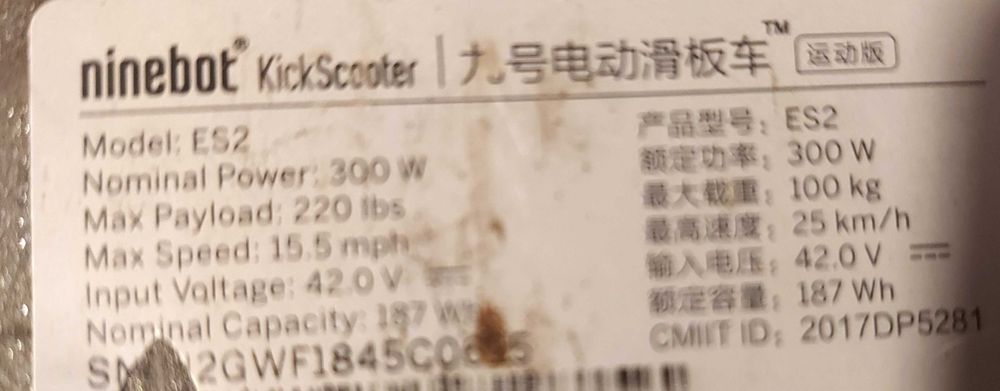 ninebot® KickScooter | 九号电动滑板车™ 运动版
Model: ES2
Nominal Power: 300 W
Max Payload: 220 lbs
Max Speed: 15.5 mph
Input Voltage: 42.0 V
Nominal Capacity: 187 Wh
产品型号: ES2
额定功率: 300 W
最大载重: 100 kg
最高速度: 25 km/h
输入电压: 42.0 V
额定容量: 187 Wh
CMIIT ID: 2017DP5281